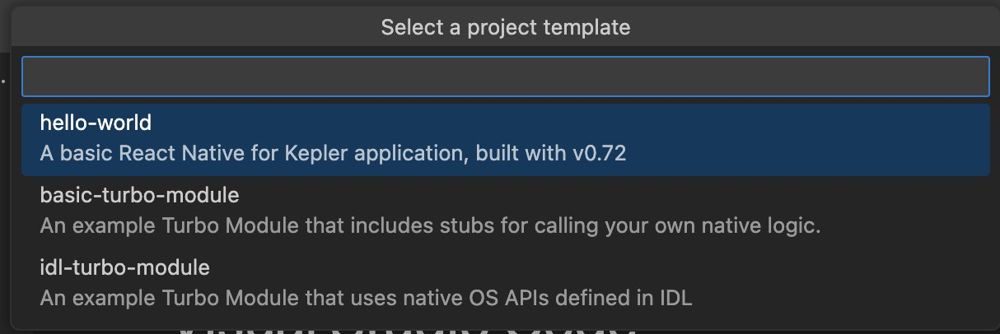 Select a project template
hello-world
A basic React Native for Kepler application, built with v0.72
basic-turbo-module
An example Turbo Module that includes stubs for calling your own native logic.
idl-turbo-module
An example Turbo Module that uses native OS APIs defined in IDL